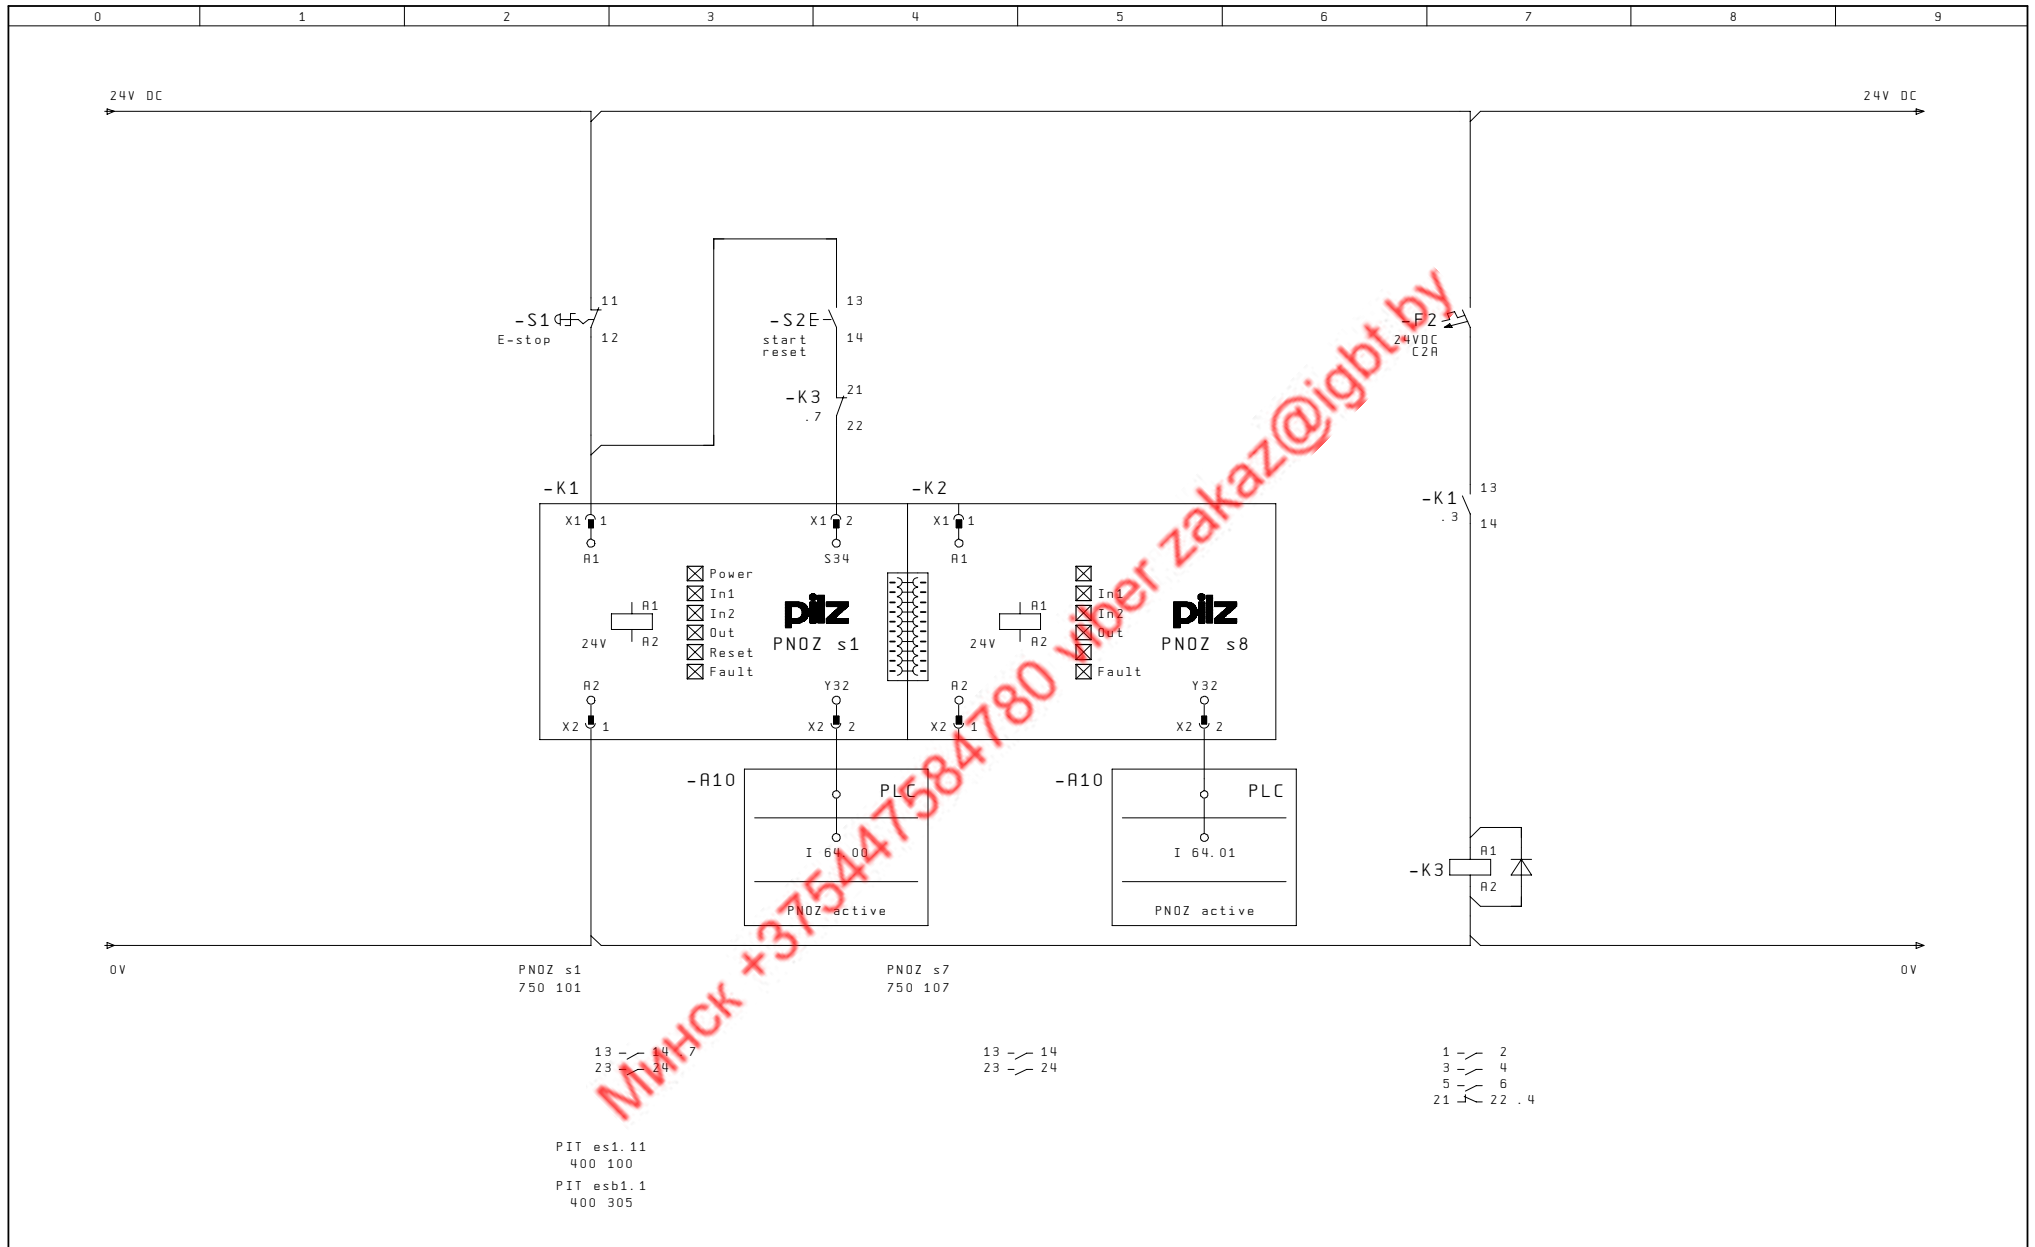 0 1 2 3 4 5 6 7 8 9
24V DC 24V DC
11
-S1
12
E-stop
13
-S2
14
start
reset
-F2
24VDC
C2A
21
-K3
.7
22
-K1
-K2
13
-K1
.3
14
X1 1
X1 2
X1 1
A1
S34
A1
Power
In1
In2
Out
Reset
Fault
A1
A2
24V
pilz
PNOZ s1
In1
In2
Out
Fault
A1
A2
24V
pilz
PNOZ s8
A2
Y32
A2
Y32
X2 1
X2 2
X2 1
X2 2
-A10
PLC
I 64.00
PNOZ active
-A10
PLC
I 64.01
PNOZ active
A1
-K3
A2
0V 0V
PNOZ s1
750 101
PNOZ s7
750 107
13 14 .7
23 24
13 14
23 24
1 2
3 4
5 6
21 22 .4
PIT es1.11
400 100
PIT esb1.1
400 305
Минск +375447584780 viber zakaz@igbt.by